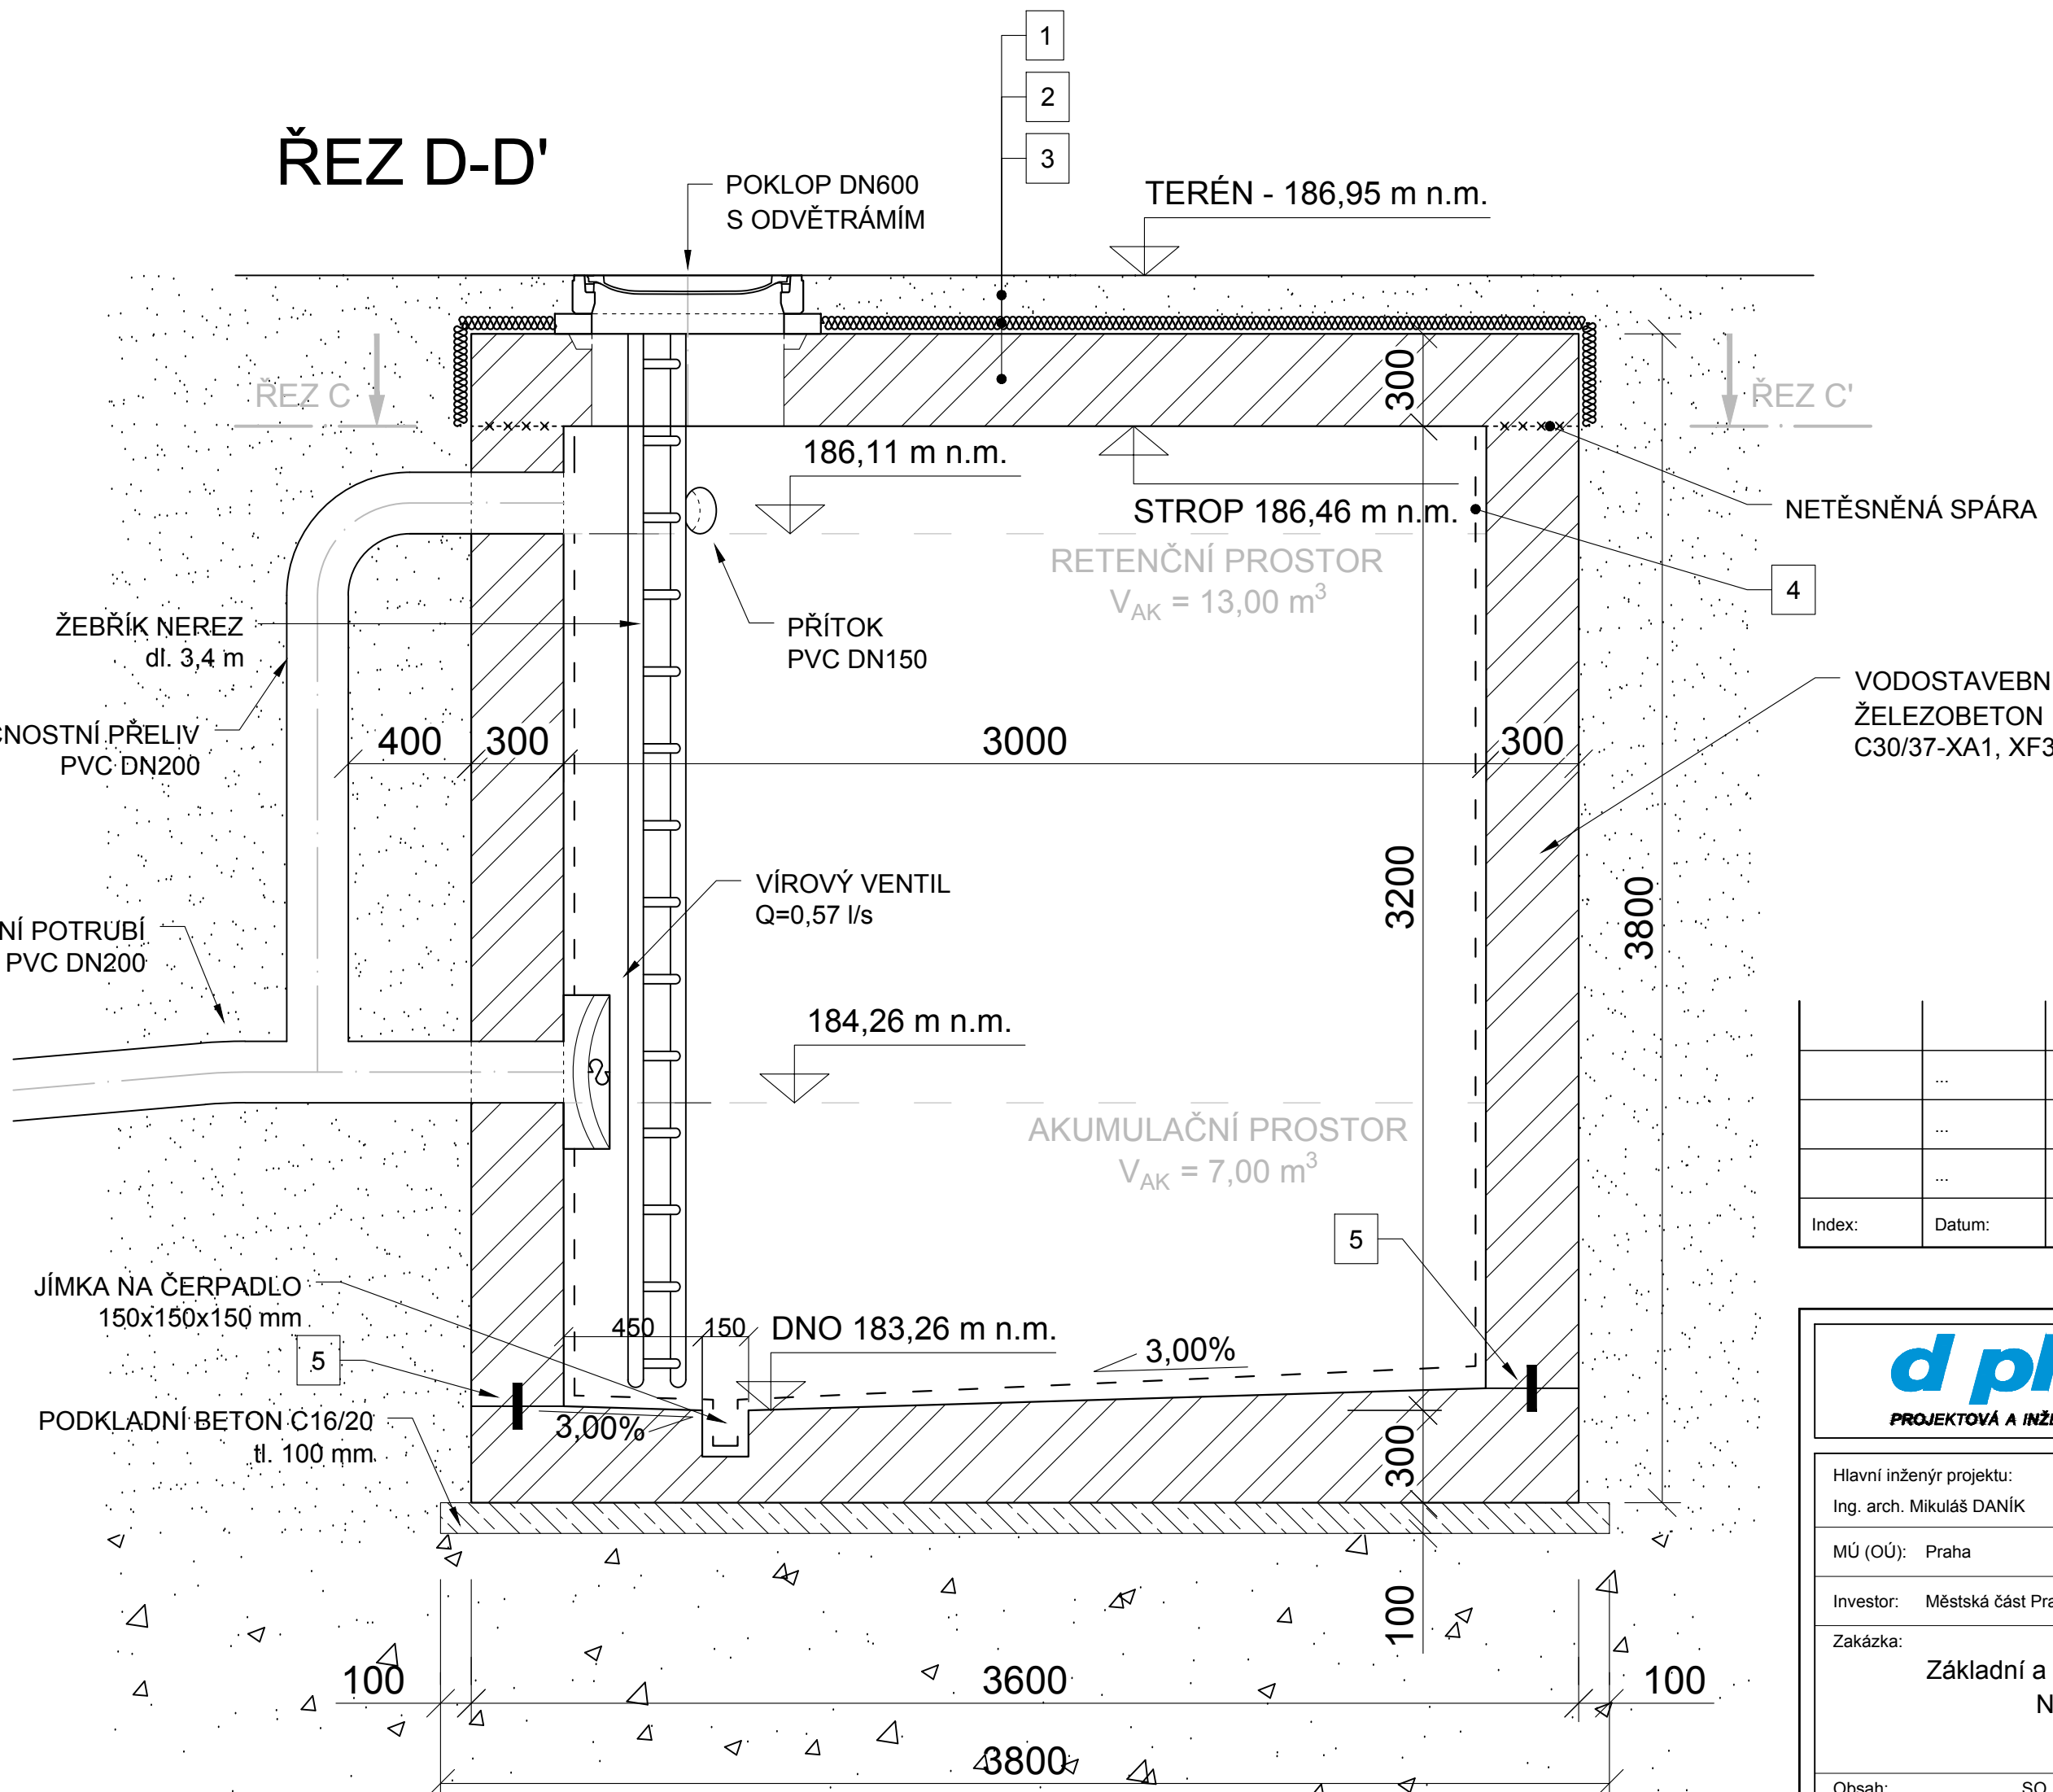 ŘEZ D-D'
1
2
3
POKLOP DN600
S ODVĚTRÁMÍM
TERÉN - 186,95 m n.m.
ŘEZ C
ŘEZ C'
300
186,11 m n.m.
STROP 186,46 m n.m.
NETĚSNĚNÁ SPÁRA
RETENČNÍ PROSTOR
VAK = 13,00 m3
4
ŽEBŘÍK NEREZ
dl. 3,4 m
PŘÍTOK
PVC DN150
VODOSTAVEBN
ŽELEZOBETON
C30/37-XA1, XF3
ČNOSTNÍ PŘELIV
PVC DN200
400
300
3000
300
VÍROVÝ VENTIL
Q=0,57 l/s
3200
3800
NÍ POTRUBÍ
PVC DN200
184,26 m n.m.
AKUMULAČNÍ PROSTOR
VAK = 7,00 m3
...
...
...
Index:
Datum:
5
JÍMKA NA ČERPADLO
150x150x150 mm
5
450
150
DNO 183,26 m n.m.
3,00%
3,00%
PODKLADNÍ BETON C16/20
tl. 100 mm
300
100
d pl
PROJEKTOVÁ A INŽE
Hlavní inženýr projektu:
Ing. arch. Mikuláš DANÍK
MÚ (OÚ): Praha
Investor: Městská část Pra
Zakázka:
Základní a
N
100
3600
100
3800
Obsah: SO